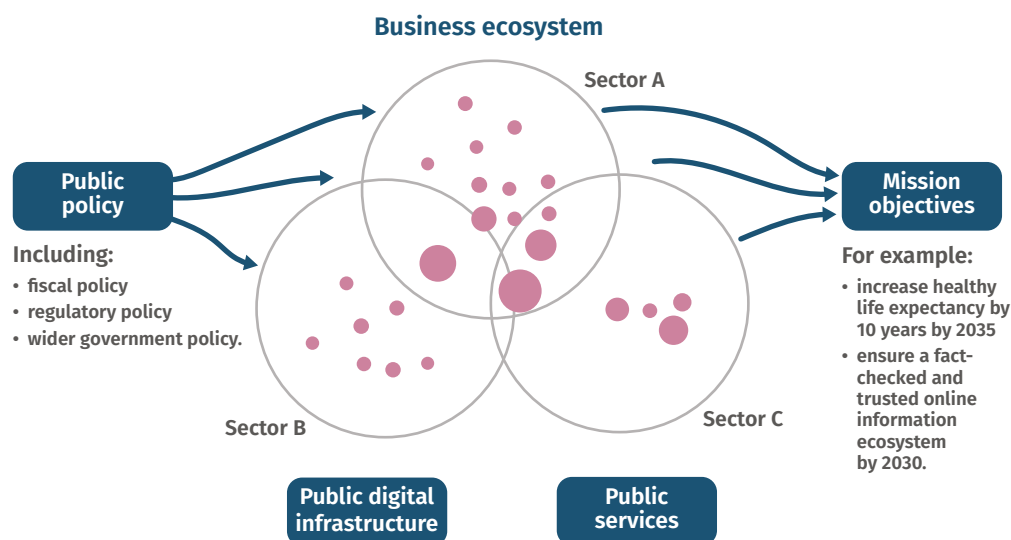 Business ecosystem
Sector A
Public
policy
Including:
• fiscal policy
• regulatory policy
• wider government policy.
Sector B
Sector C
Mission
objectives
For example:
• increase healthy
life expectancy by
10 years by 2035
• ensure a fact-
checked and
trusted online
information
ecosystem
by 2030.
Public digital
infrastructure
Public
services